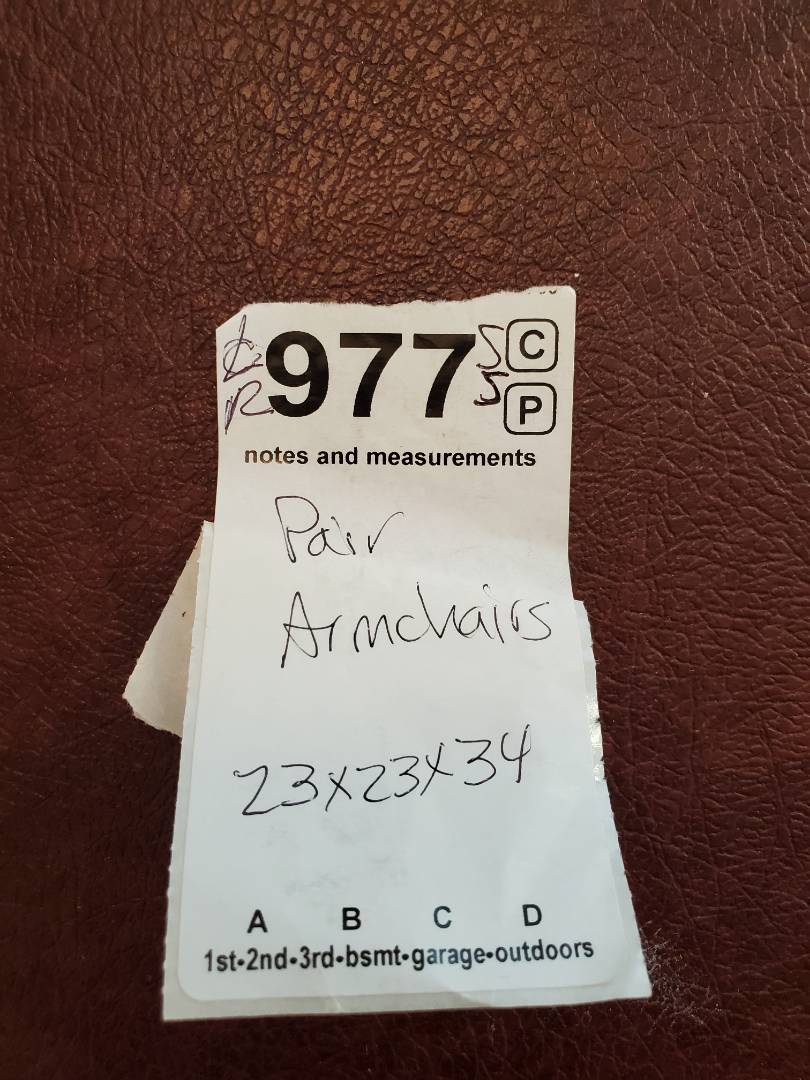 977
C
P
notes and measurements
Pair
Armchairs
23x23x34
A B C D
1st•2nd•3rd•bsmt•garage•outdoors